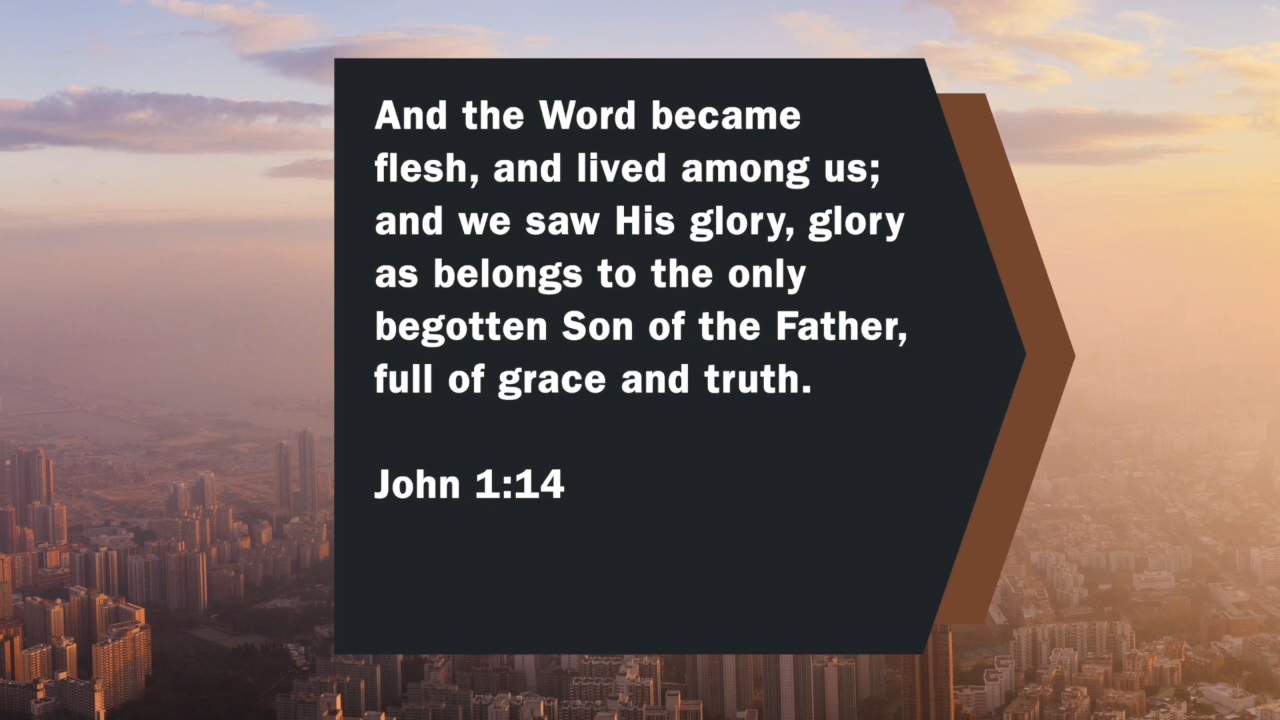 And the Word became
flesh, and lived among us;
and we saw His glory, glory
as belongs to the only
begotten Son of the Father,
full of grace and truth.
John 1:14